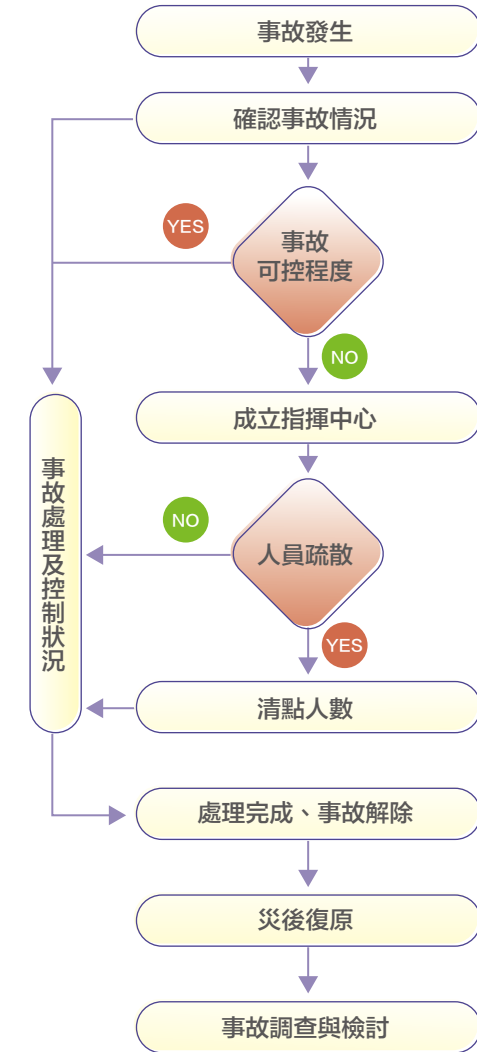 事故發生
確認事故情況
YES
事故
可控程度
NO
成立指揮中心
事故處理及控制狀況
NO
人員疏散
YES
清點人數
處理完成、事故解除
災後復原
事故調查與檢討